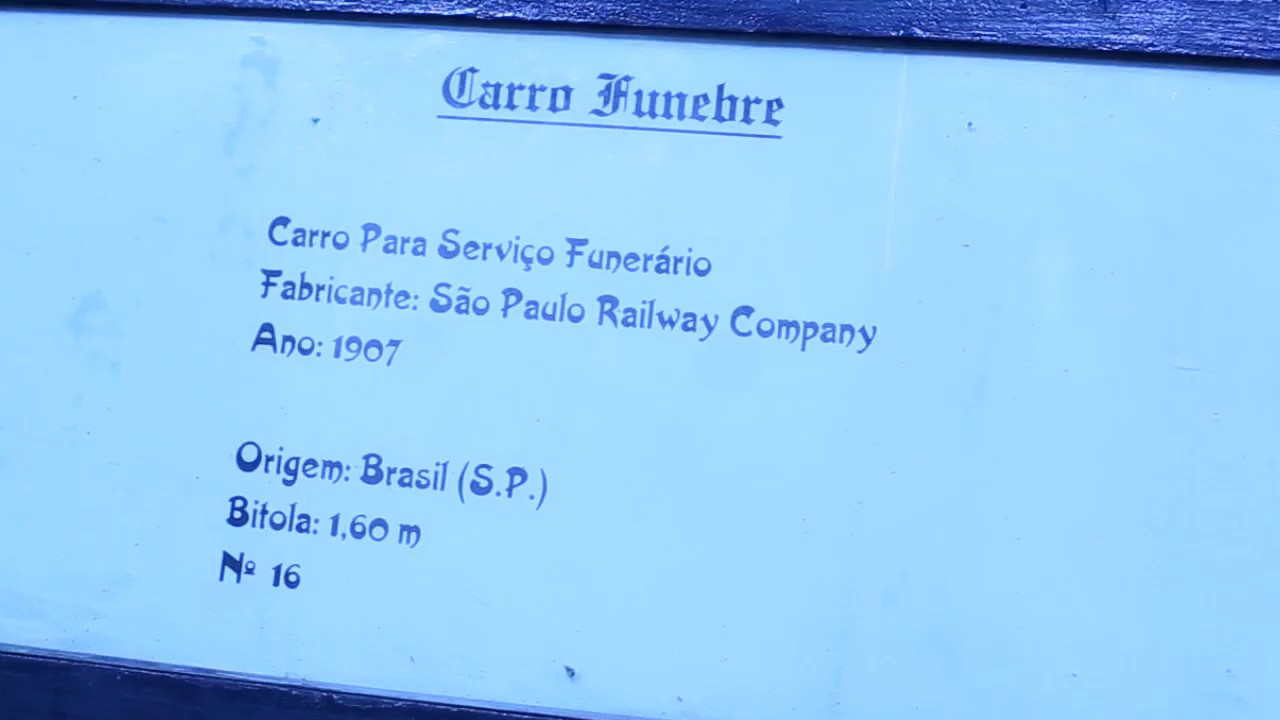 Carro Funebre
Carro Para Serviço Funerário
Fabricante: São Paulo Railway Company
Ano: 1907
Origem: Brasil (S.P.)
Bitola: 1,60 m
Nº 16